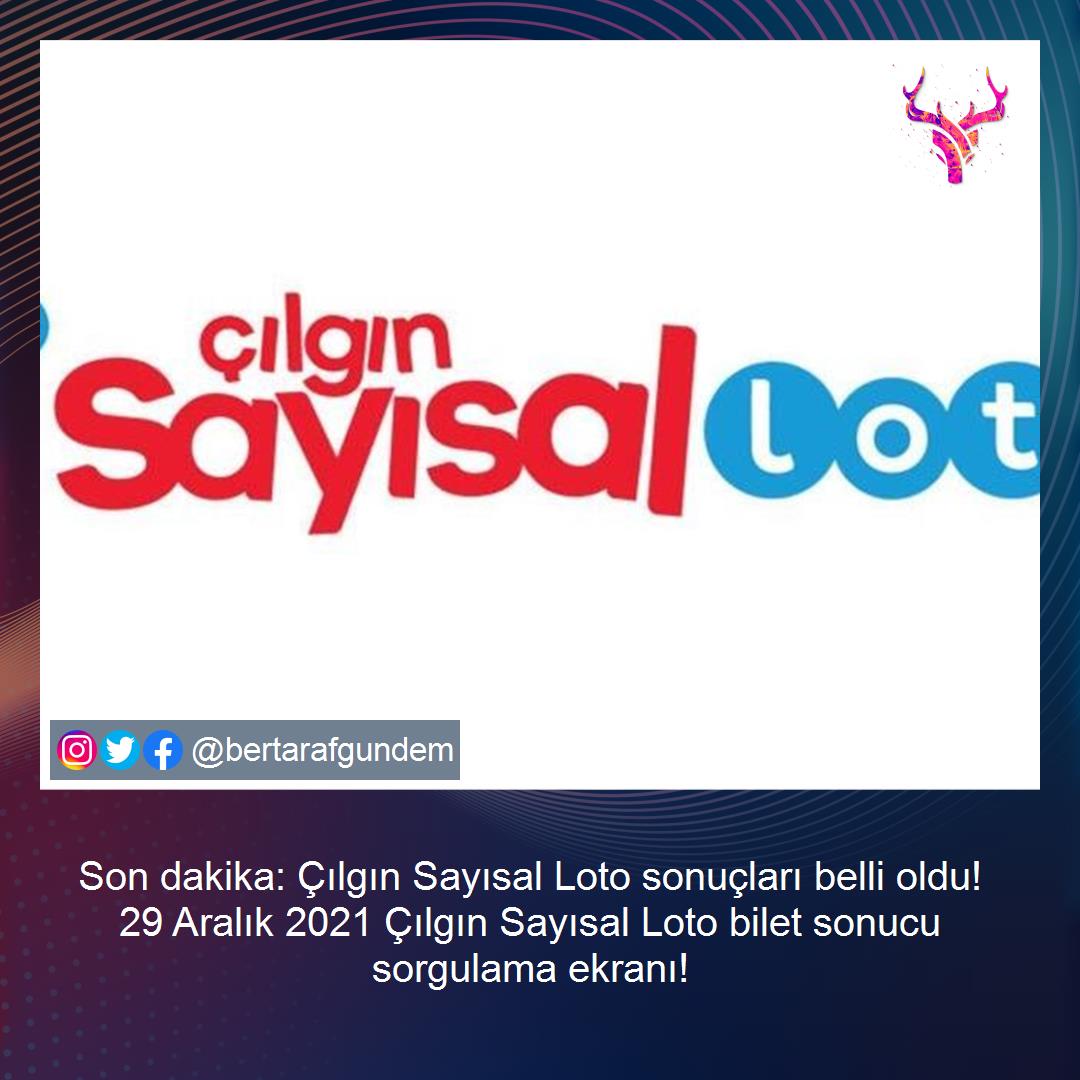 çılgın
Sayısal lot
@bertarafgundem
Son dakika: Çılgın Sayısal Loto sonuçları belli oldu!
29 Aralık 2021 Çılgın Sayısal Loto bilet sonucu
sorgulama ekranı!